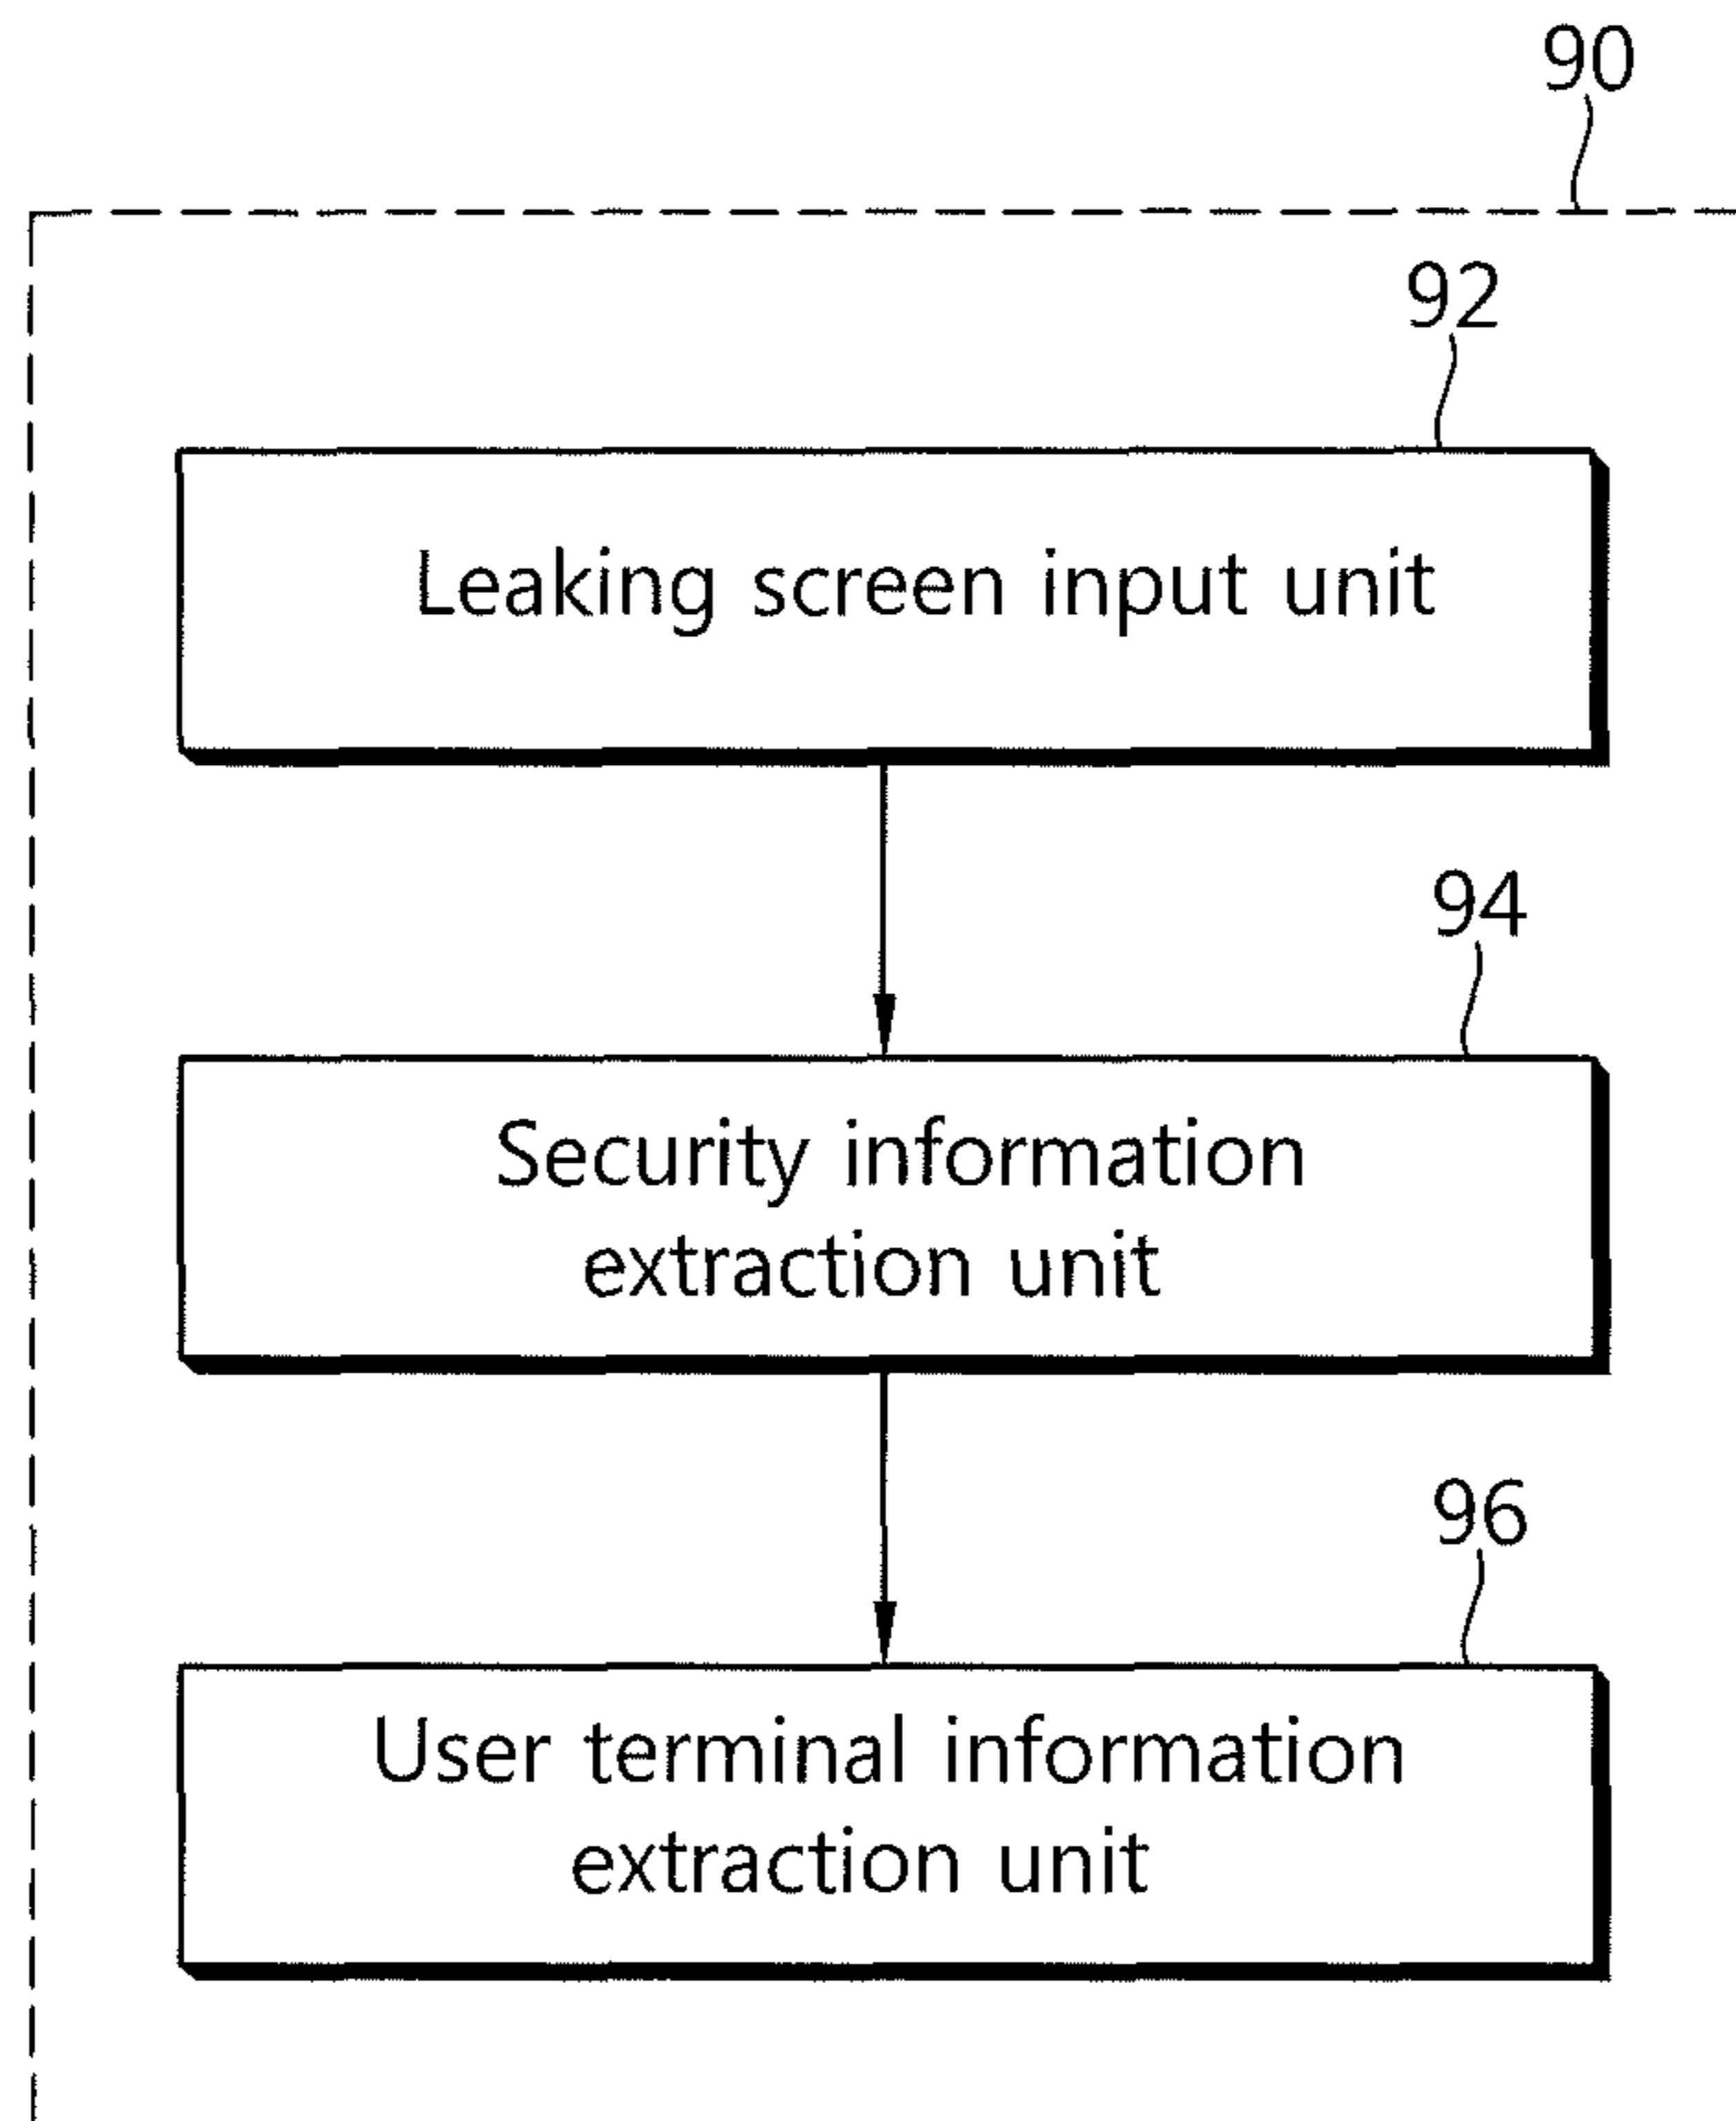 90
92
Leaking screen input unit
94
Security information
extraction unit
96
User terminal information
extraction unit